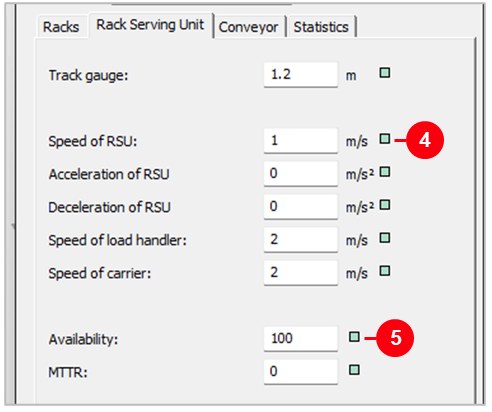 Racks Rack Serving Unit Conveyor Statistics
Track gauge: 1.2 m
Speed of RSU: 1 m/s 4
Acceleration of RSU 0 m/s²
Deceleration of RSU 0 m/s²
Speed of load handler: 2 m/s
Speed of carrier: 2 m/s
Availability: 100 5
MTTR: 0